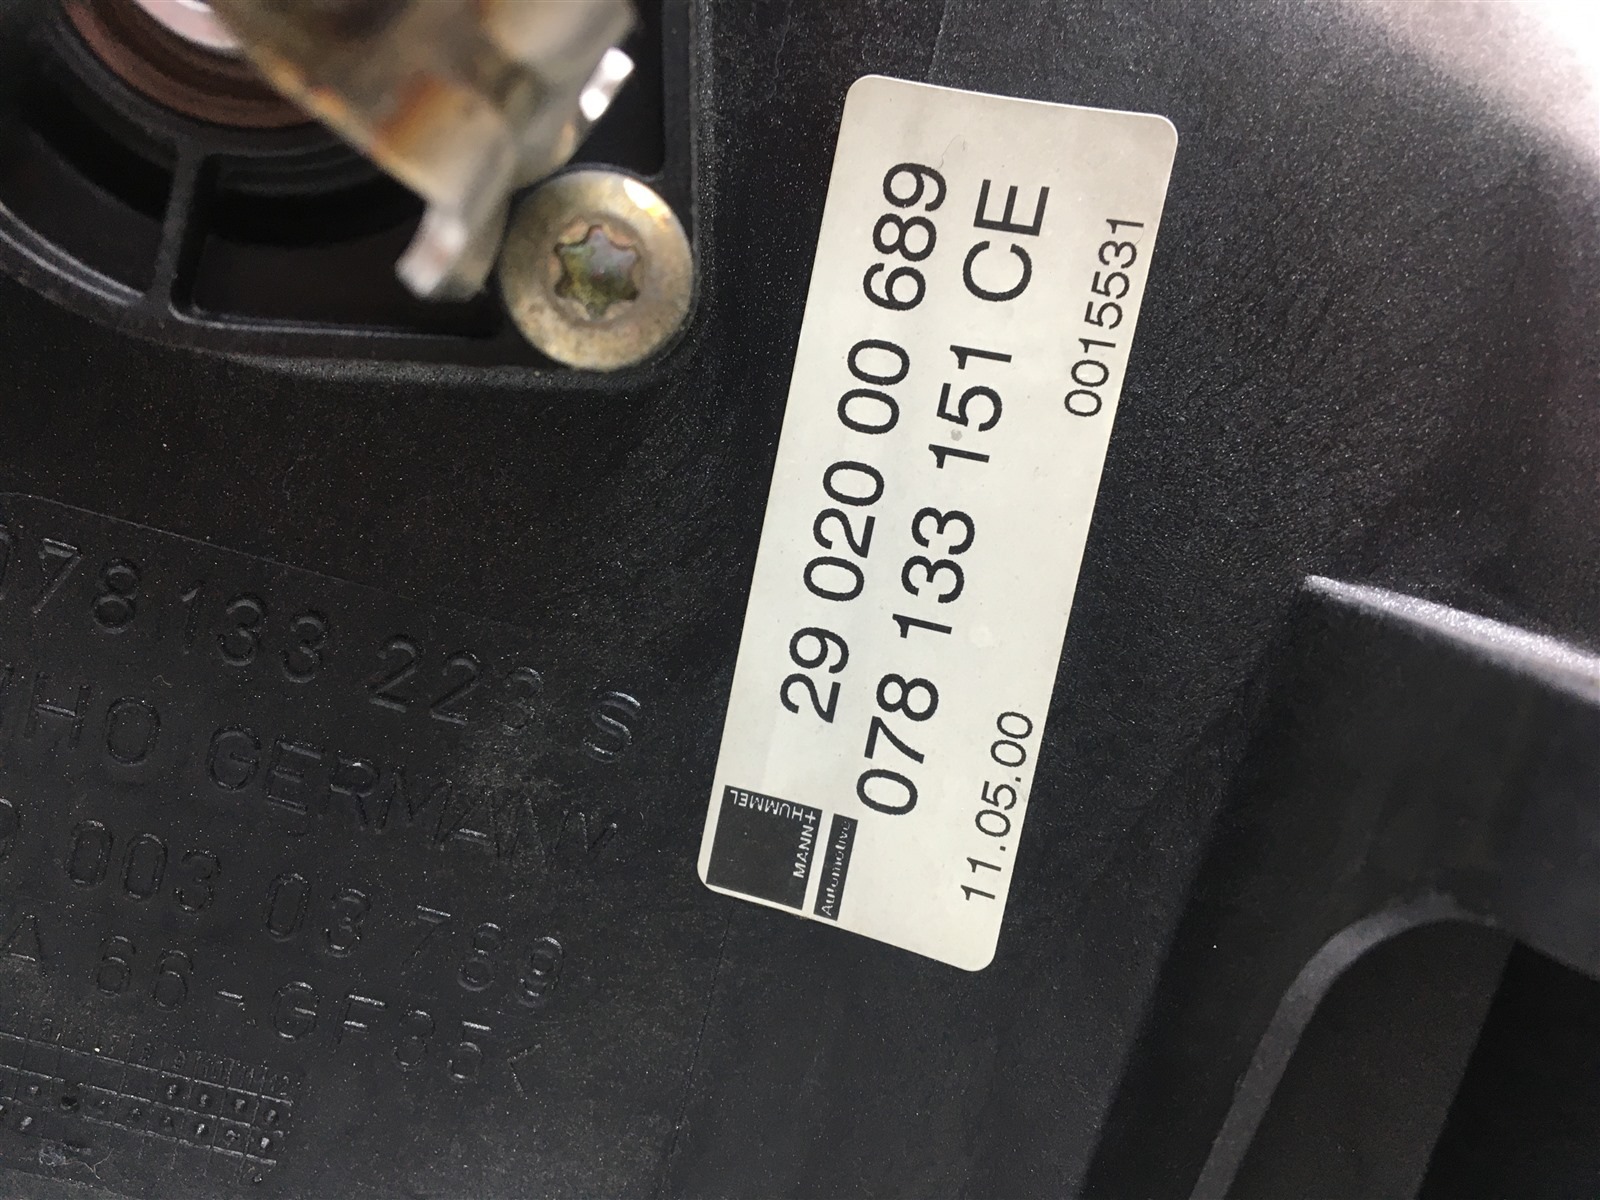 29 020 00 689
078 133 151 CE
11.05.00
0015531
MANN+
HUMMEL
Automotive
078 133 223 S
GERMANY
003 03 789
66-GF35<